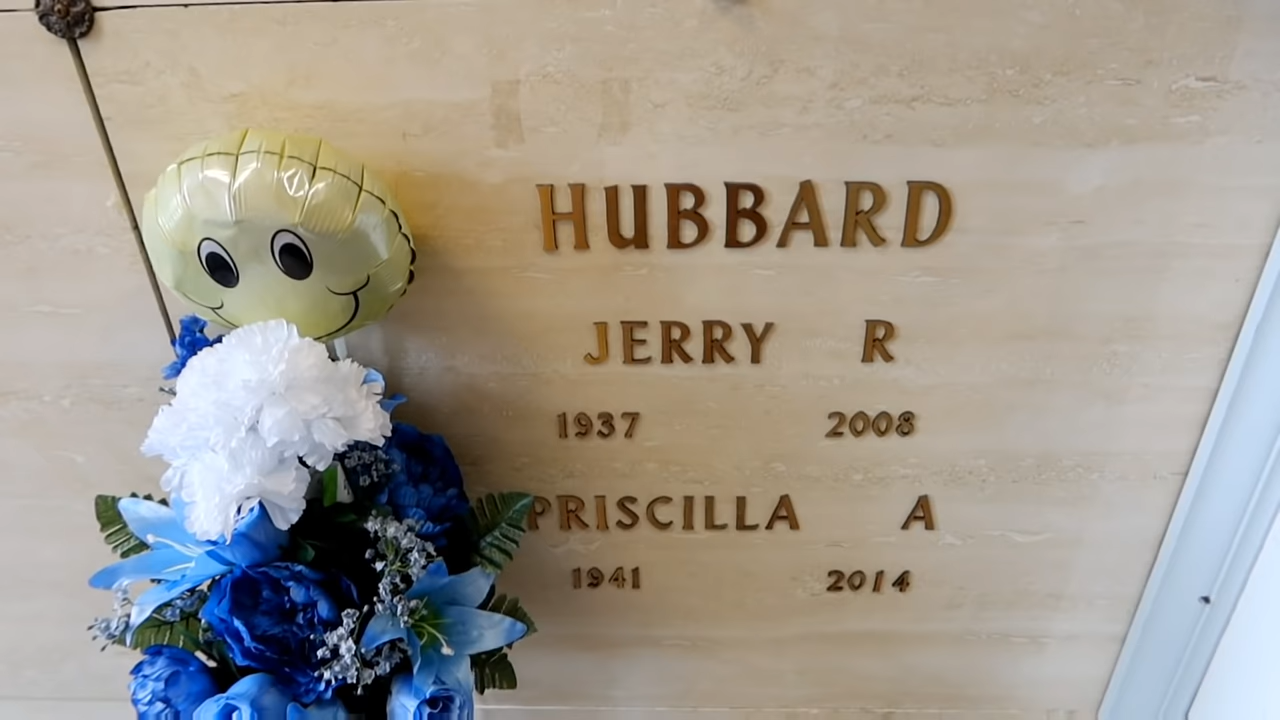 HUBBARD
JERRY R
1937 2008
PRISCILLA A
1941 2014